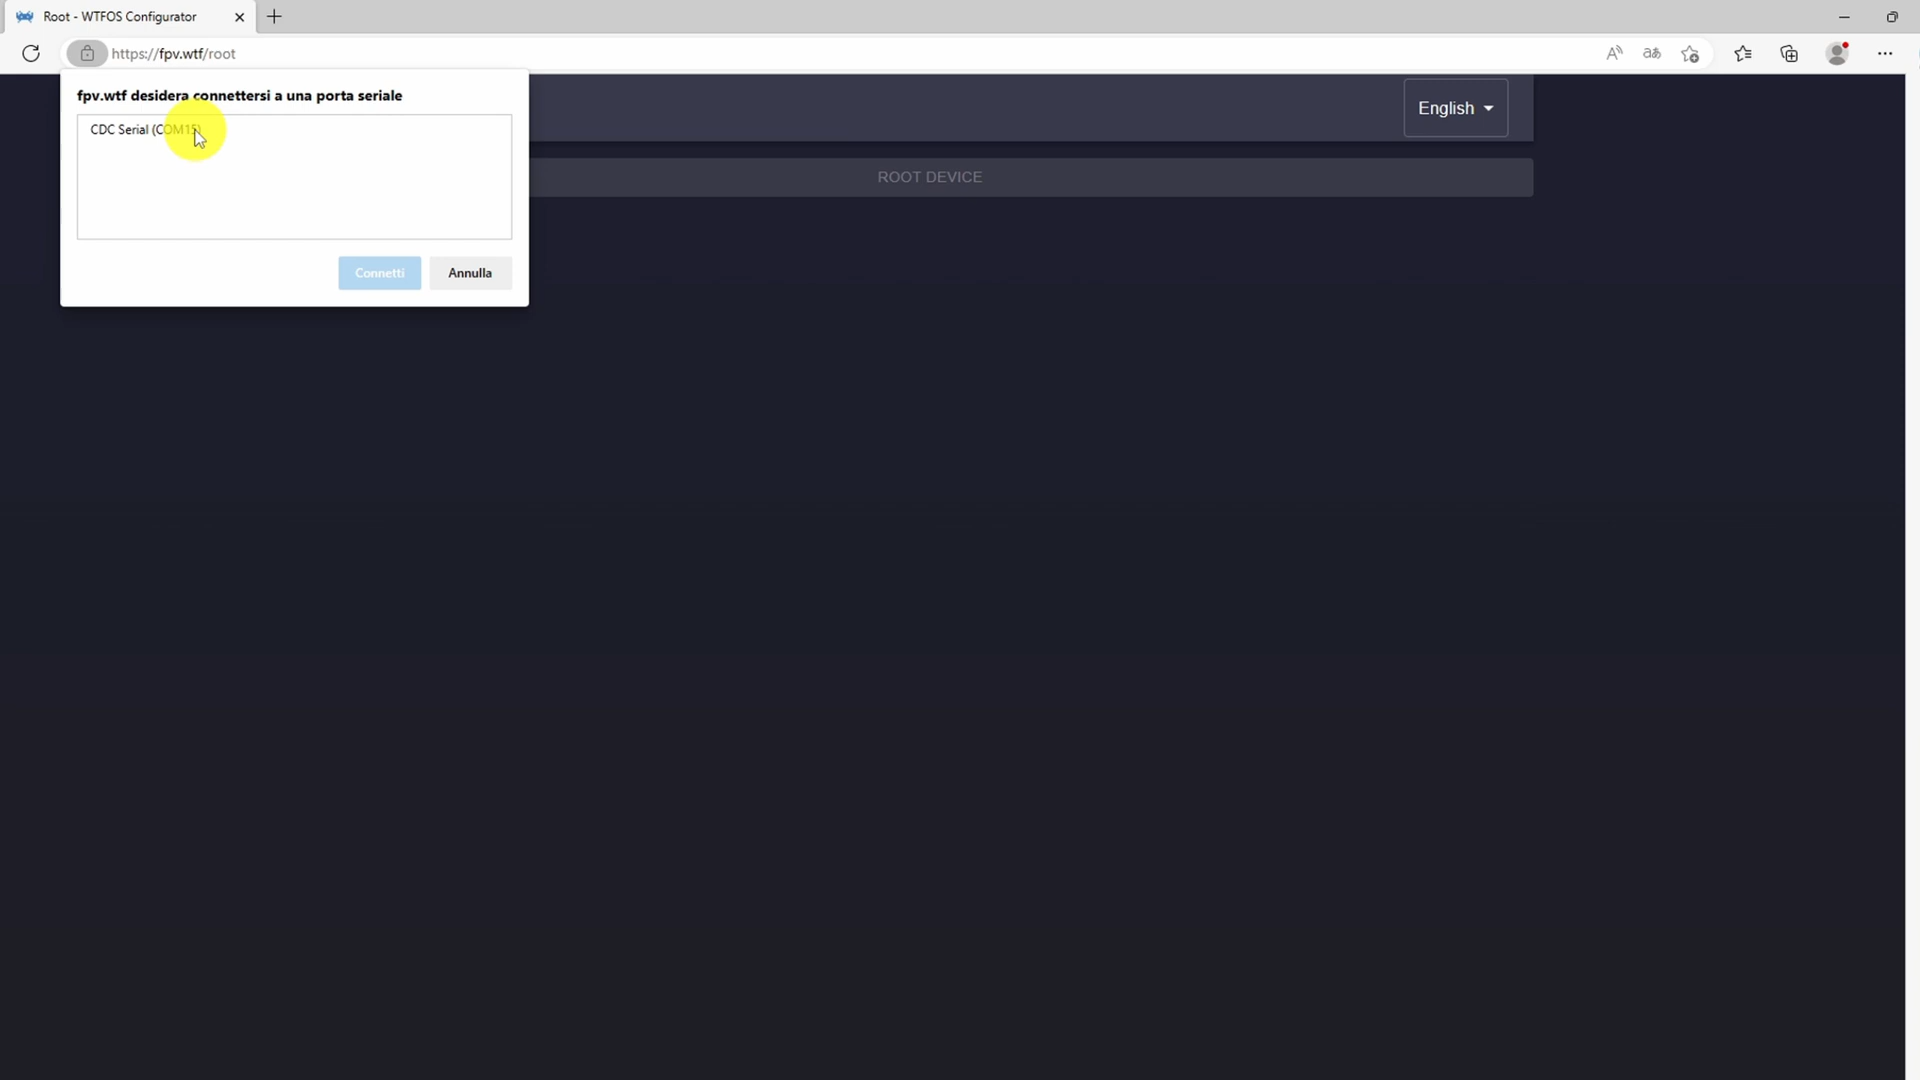 Root - WTFOS Configurator
https://fpv.wtf/root
fpv.wtf desidera connettersi a una porta seriale
CDC Serial (COM15)
Connetti
Annulla
English
ROOT DEVICE